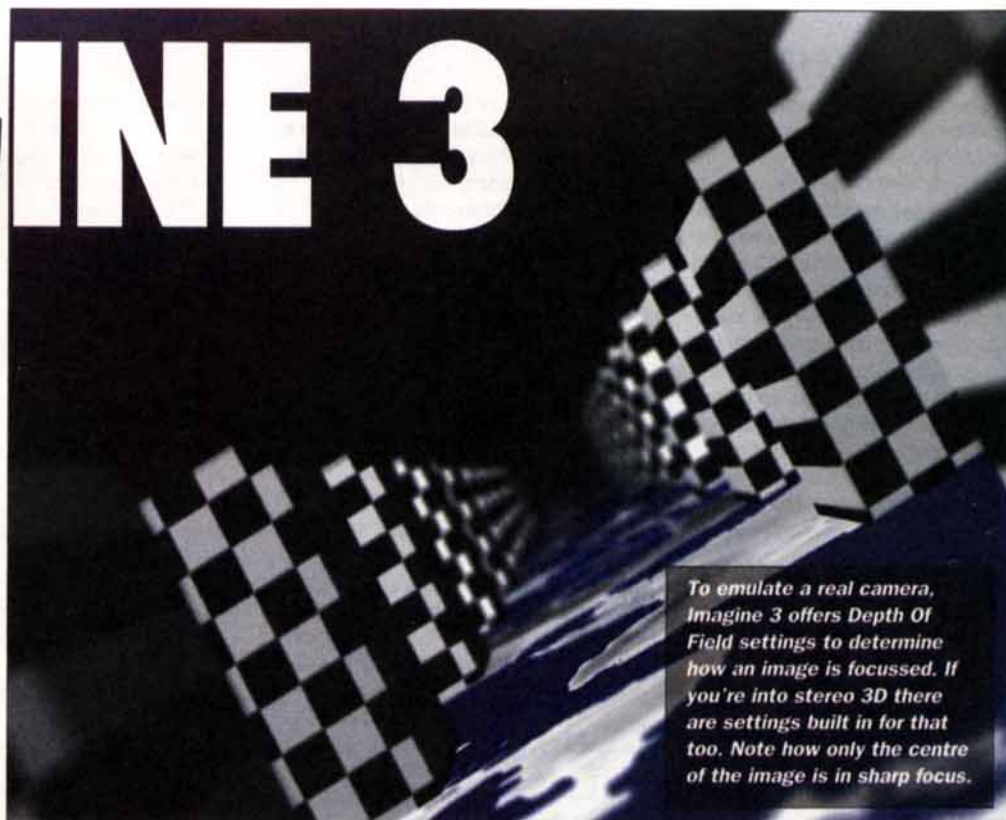 INE 3
To emulate a real camera,
Imagine 3 offers Depth Of
Field settings to determine
how an image is focussed. If
you're into stereo 3D there
are settings built in for that
too. Note how only the centre
of the image is in sharp focus.